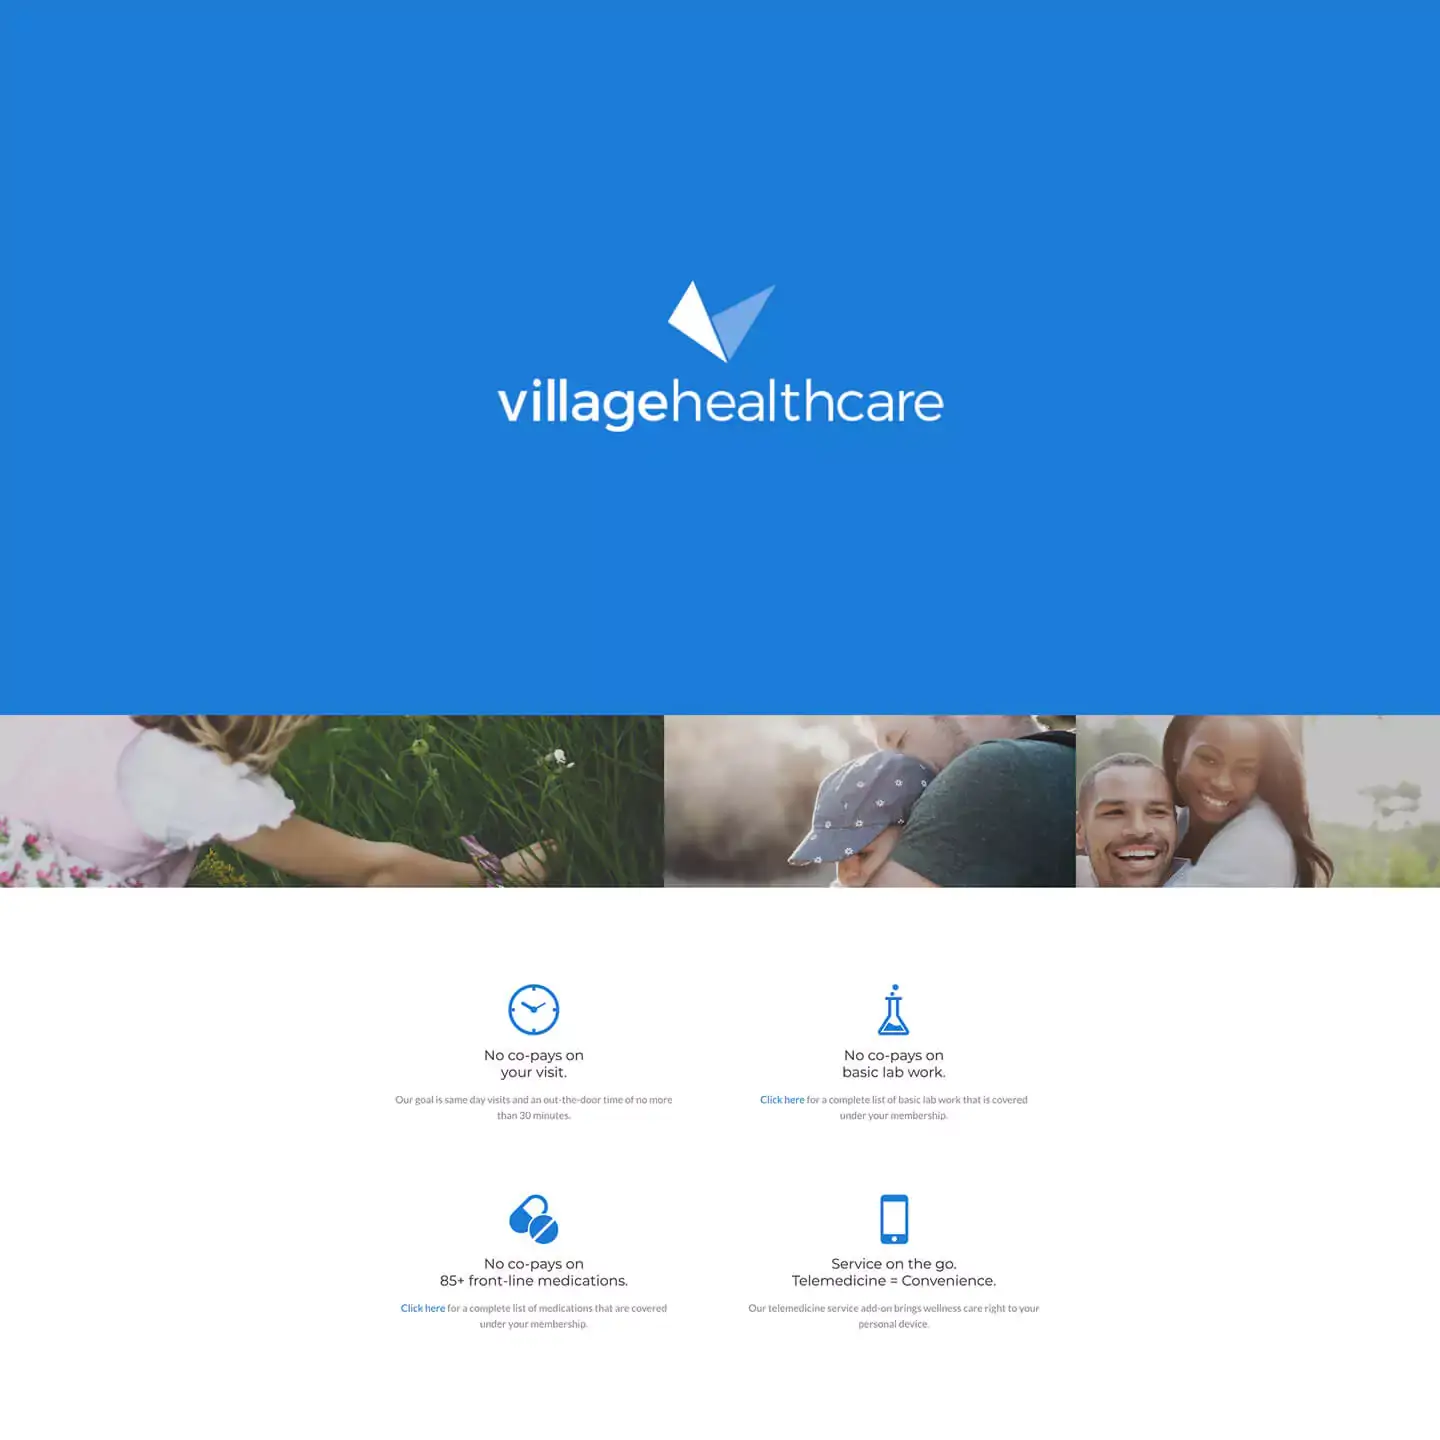 villagehealthcare
No co-pays on
your visit.
Our goal is same day visits and an out-the-door time of no more
than 30 minutes.
No co-pays on
basic lab work.
Click here for a complete list of basic lab work that is covered
under your membership.
No co-pays on
85+ front-line medications.
Click here for a complete list of medications that are covered
under your membership.
Service on the go.
Telemedicine = Convenience.
Our telemedicine service add-on brings wellness care right to your
personal device.